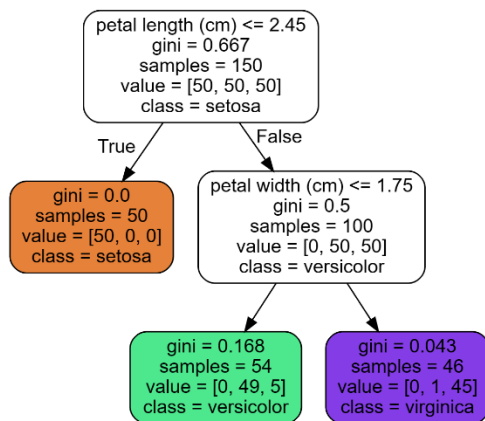 petal length (cm) <= 2.45
gini = 0.667
samples = 150
value = [50, 50, 50]
class = setosa
True
False
gini = 0.0
samples = 50
value = [50, 0, 0]
class = setosa
petal width (cm) <= 1.75
gini = 0.5
samples = 100
value = [0, 50, 50]
class = versicolor
gini = 0.168
samples = 54
value = [0, 49, 5]
class = versicolor
gini = 0.043
samples = 46
value = [0, 1, 45]
class = virginica